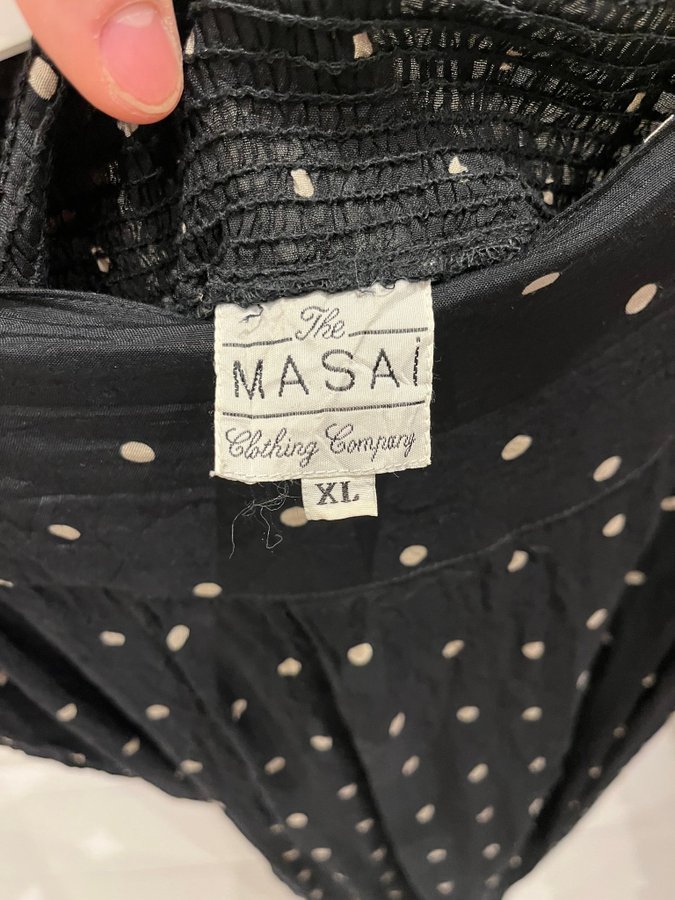 The
MASAi
Clothing Company
XL